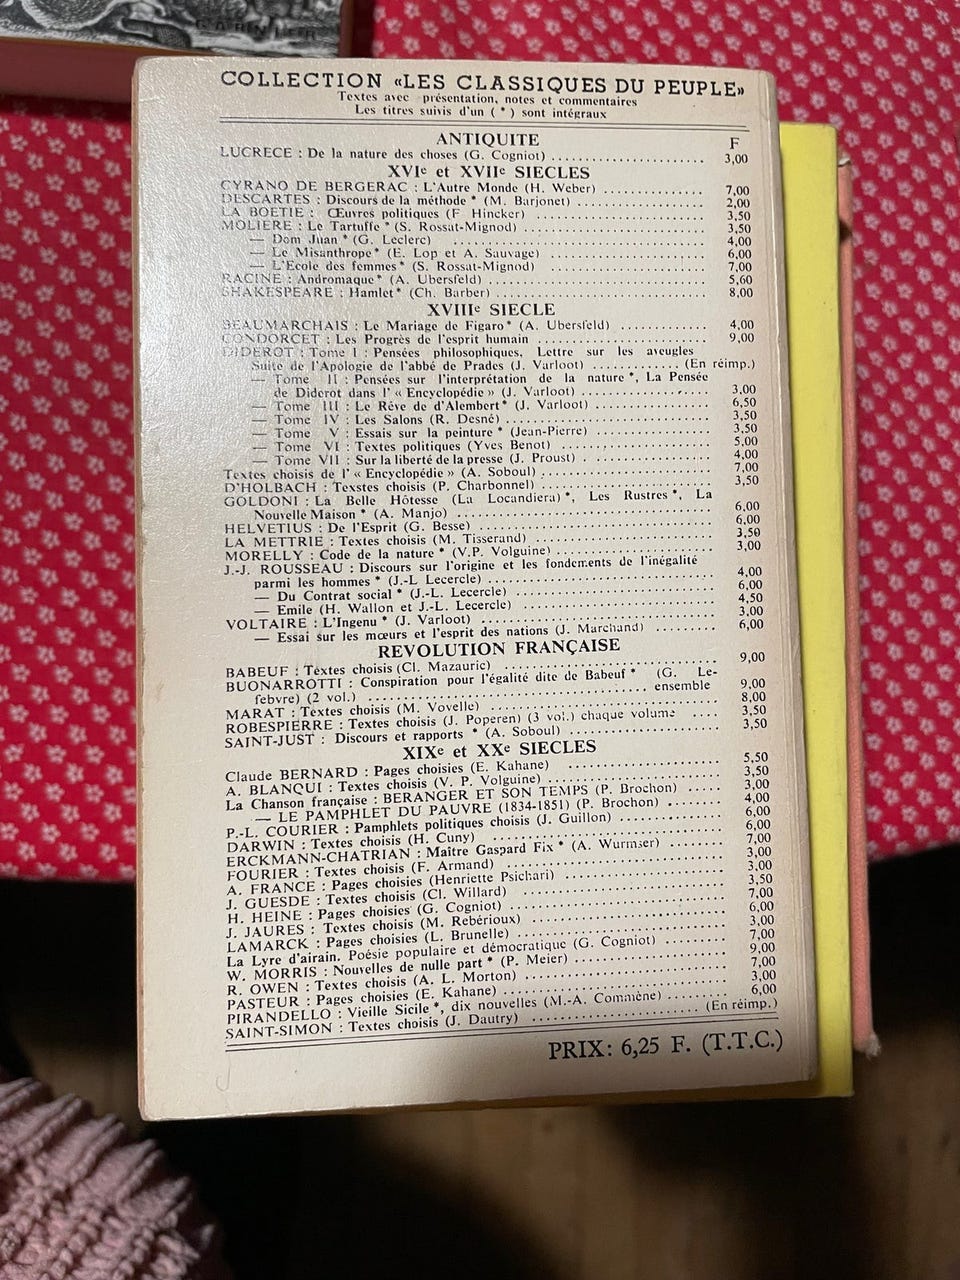 COLLECTION «LES CLASSIQUES DU PEUPLE»
Textes avec présentation, notes et commentaires
Les titres suivis d'un (*) sont intégraux
ANTIQUITE F
LUCRECE : De la nature des choses (G. Cogniot) .................... 3,00
XVIe et XVIIe SIECLES
CYRANO DE BERGERAC : L'Autre Monde (H. Weber) .................... 7,00
DESCARTES : Discours de la méthode * (M. Barjonet) .................... 2,00
LA BOETIE : Œuvres politiques (F Hincker) .................... 3,50
MOLIERE : Le Tartuffe * (S. Rossat-Mignod) .................... 3,50
— Dom Juan * (G. Leclerc) .................... 4,00
— Le Misanthrope * (E. Lop et A. Sauvage) .................... 6,00
— L'Ecole des femmes * (S. Rossat-Mignod) .................... 7,00
RACINE : Andromaque * (A. Ubersfeld) .................... 5,60
SHAKESPEARE : Hamlet * (Ch. Barber) .................... 8,00
XVIIIe SIECLE
BEAUMARCHAIS : Le Mariage de Figaro * (A. Ubersfeld) .................... 4,00
CONDORCET : Les Progrès de l'esprit humain .................... 9,00
DIDEROT : Tome I : Pensées philosophiques, Lettre sur les aveugles
Suite de l'Apologie de l'abbé de Prades (J. Varloot) ............. (En réimp.)
— Tome II : Pensées sur l'interprétation de la nature *, La Pensée
de Diderot dans l' « Encyclopédie » (J. Varloot) .................... 3,00
— Tome III : Le Rêve de d'Alembert * (J. Varloot) .................... 6,50
— Tome IV : Les Salons (R. Desné) .................... 3,50
— Tome V : Essais sur la peinture * (Jean-Pierre) .................... 3,50
— Tome VI : Textes politiques (Yves Benot) .................... 5,00
— Tome VII : Sur la liberté de la presse (J. Proust) .................... 4,00
Textes choisis de l' « Encyclopédie » (A. Soboul) .................... 7,00
D'HOLBACH : Texstes choisis (P. Charbonnel) .................... 3,50
GOLDONI : La Belle Hôtesse (La Locandiera) *, Les Rustres *, La
Nouvelle Maison * (A. Manjo) .................... 6,00
HELVETIUS : De l'Esprit (G. Besse) .................... 6,00
LA METTRIE : Textes choisis (M. Tisserand) .................... 3,50
MORELLY : Code de la nature * (V.P. Volguine) .................... 3,00
J.-J. ROUSSEAU : Discours sur l'origine et les fondements de l'inégalité
parmi les hommes * (J.-L Lecercle) .................... 4,00
— Du Contrat social * (J.-L. Lecercle) .................... 6,00
— Emile (H. Wallon et J.-L. Lecercle) .................... 4,50
VOLTAIRE : L'Ingenu * (J. Varloot) .................... 3,00
— Essai sur les mœurs et l'esprit des nations (J. Marchand) ......... 6,00
REVOLUTION FRANÇAISE
BABEUF : Textes choisis (Cl. Mazauric) .................... 9,00
BUONARROTTI : Conspiration pour l'égalité dite de Babeuf * (G. Le-
febvre) (2 vol.) .................... ensemble 9,00
MARAT : Textes choisis (M. Vovelle) .................... 8,00
ROBESPIERRE : Textes choisis (J. Poperen) (3 vol.) chaque volume .... 3,50
SAINT-JUST : Discours et rapports * (A. Soboul) .................... 3,50
XIXe et XXe SIECLES
Claude BERNARD : Pages choisies (E. Kahane) .................... 5,50
A. BLANQUI : Textes choisis (V. P. Volguine) .................... 3,50
La Chanson française : BERANGER ET SON TEMPS (P. Brochon) ...... 3,00
— LE PAMPHLET DU PAUVRE (1834-1851) (P. Brochon) ........ 4,00
P.-L. COURIER : Pamphlets politiques choisis (J. Guillon) .................... 6,00
DARWIN : Textes choisis (H. Cuny) .................... 6,00
ERCKMANN-CHATRIAN : Maître Gaspard Fix * (A. Wurmser) .......... 7,00
FOURIER : Textes choisis (F. Armand) .................... 3,00
A. FRANCE : Pages choisies (Henriette Psichari) .................... 3,00
J. GUESDE : Textes choisis (Cl. Willard) .................... 3,50
H. HEINE : Pages choisies (G. Cogniot) .................... 7,00
J. JAURES : Textes choisis (M. Rebérioux) .................... 6,00
LAMARCK : Pages choisies (L. Brunelle) .................... 3,00
La Lyre d'airain. Poésie populaire et démocratique (G. Cogniot) .......... 7,00
W. MORRIS : Nouvelles de nulle part * (P. Meier) .................... 9,00
R. OWEN : Textes choisis (A. L. Morton) .................... 7,00
PASTEUR : Pages choisies (E. Kahane) .................... 3,00
PIRANDELLO : Vieille Sicile *, dix nouvelles (M.-A. Commène) ........ 6,00
SAINT-SIMON : Textes choisis (J. Dautry) .................... (En réimp.)
PRIX: 6,25 F. (T.T.C.)